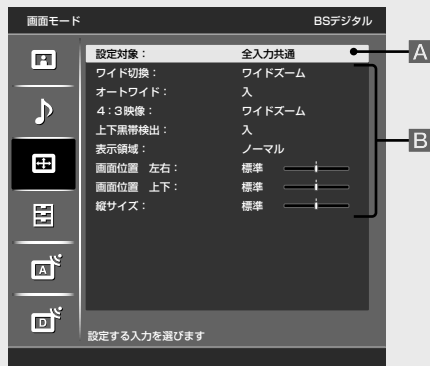 画面モード BSデジタル
設定対象： 全入力共通
ワイド切換： ワイドズーム
オートワイド： 入
4：3映像： ワイドズーム
上下黒帯検出： 入
表示領域： ノーマル
画面位置 左右： 標準
画面位置 上下： 標準
縦サイズ： 標準
設定する入力を選びます
A
B
A
D